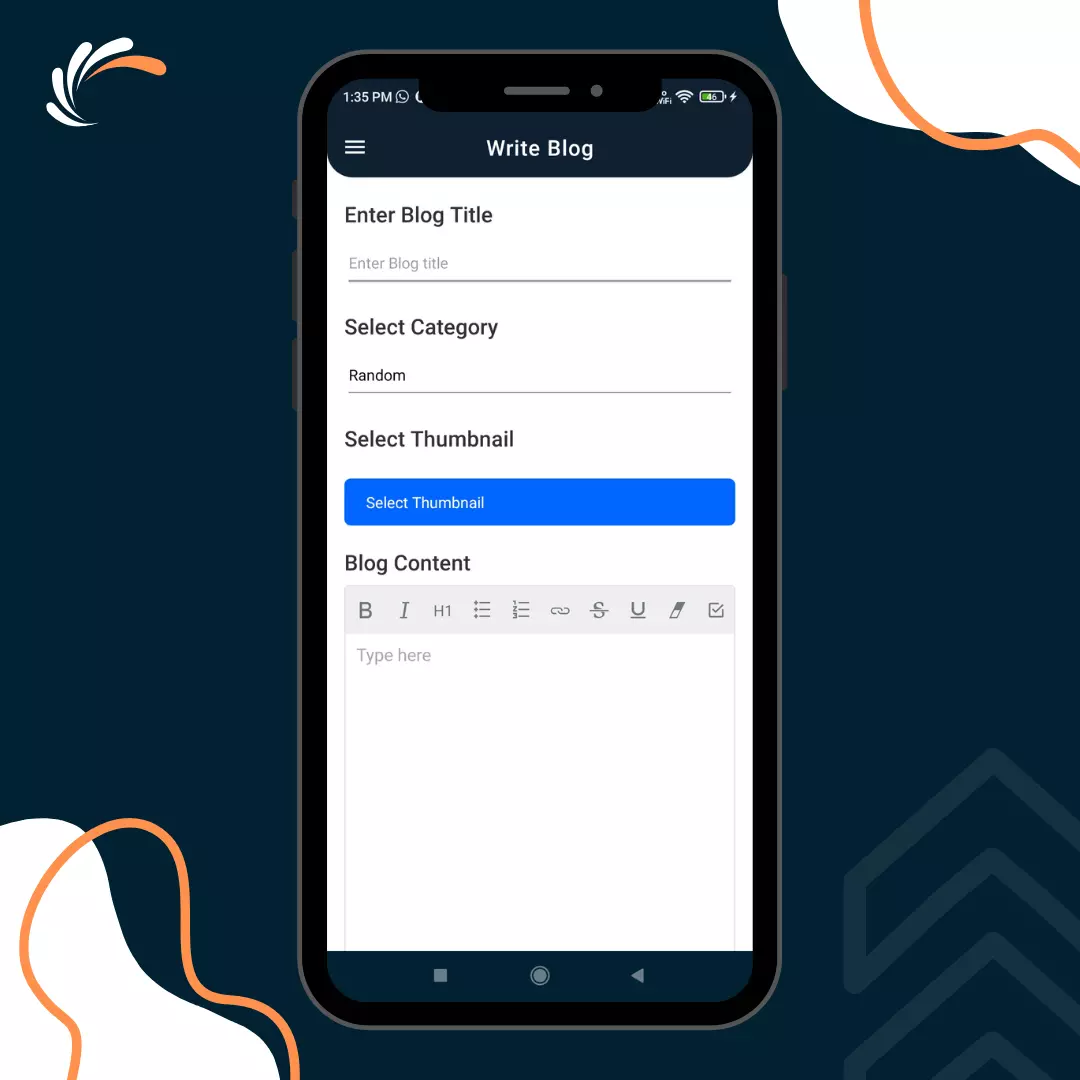 1:35 PM
WiFi
46
Write Blog
Enter Blog Title
Enter Blog title
Select Category
Random
Select Thumbnail
Select Thumbnail
Blog Content
B I H1 S U
Type here